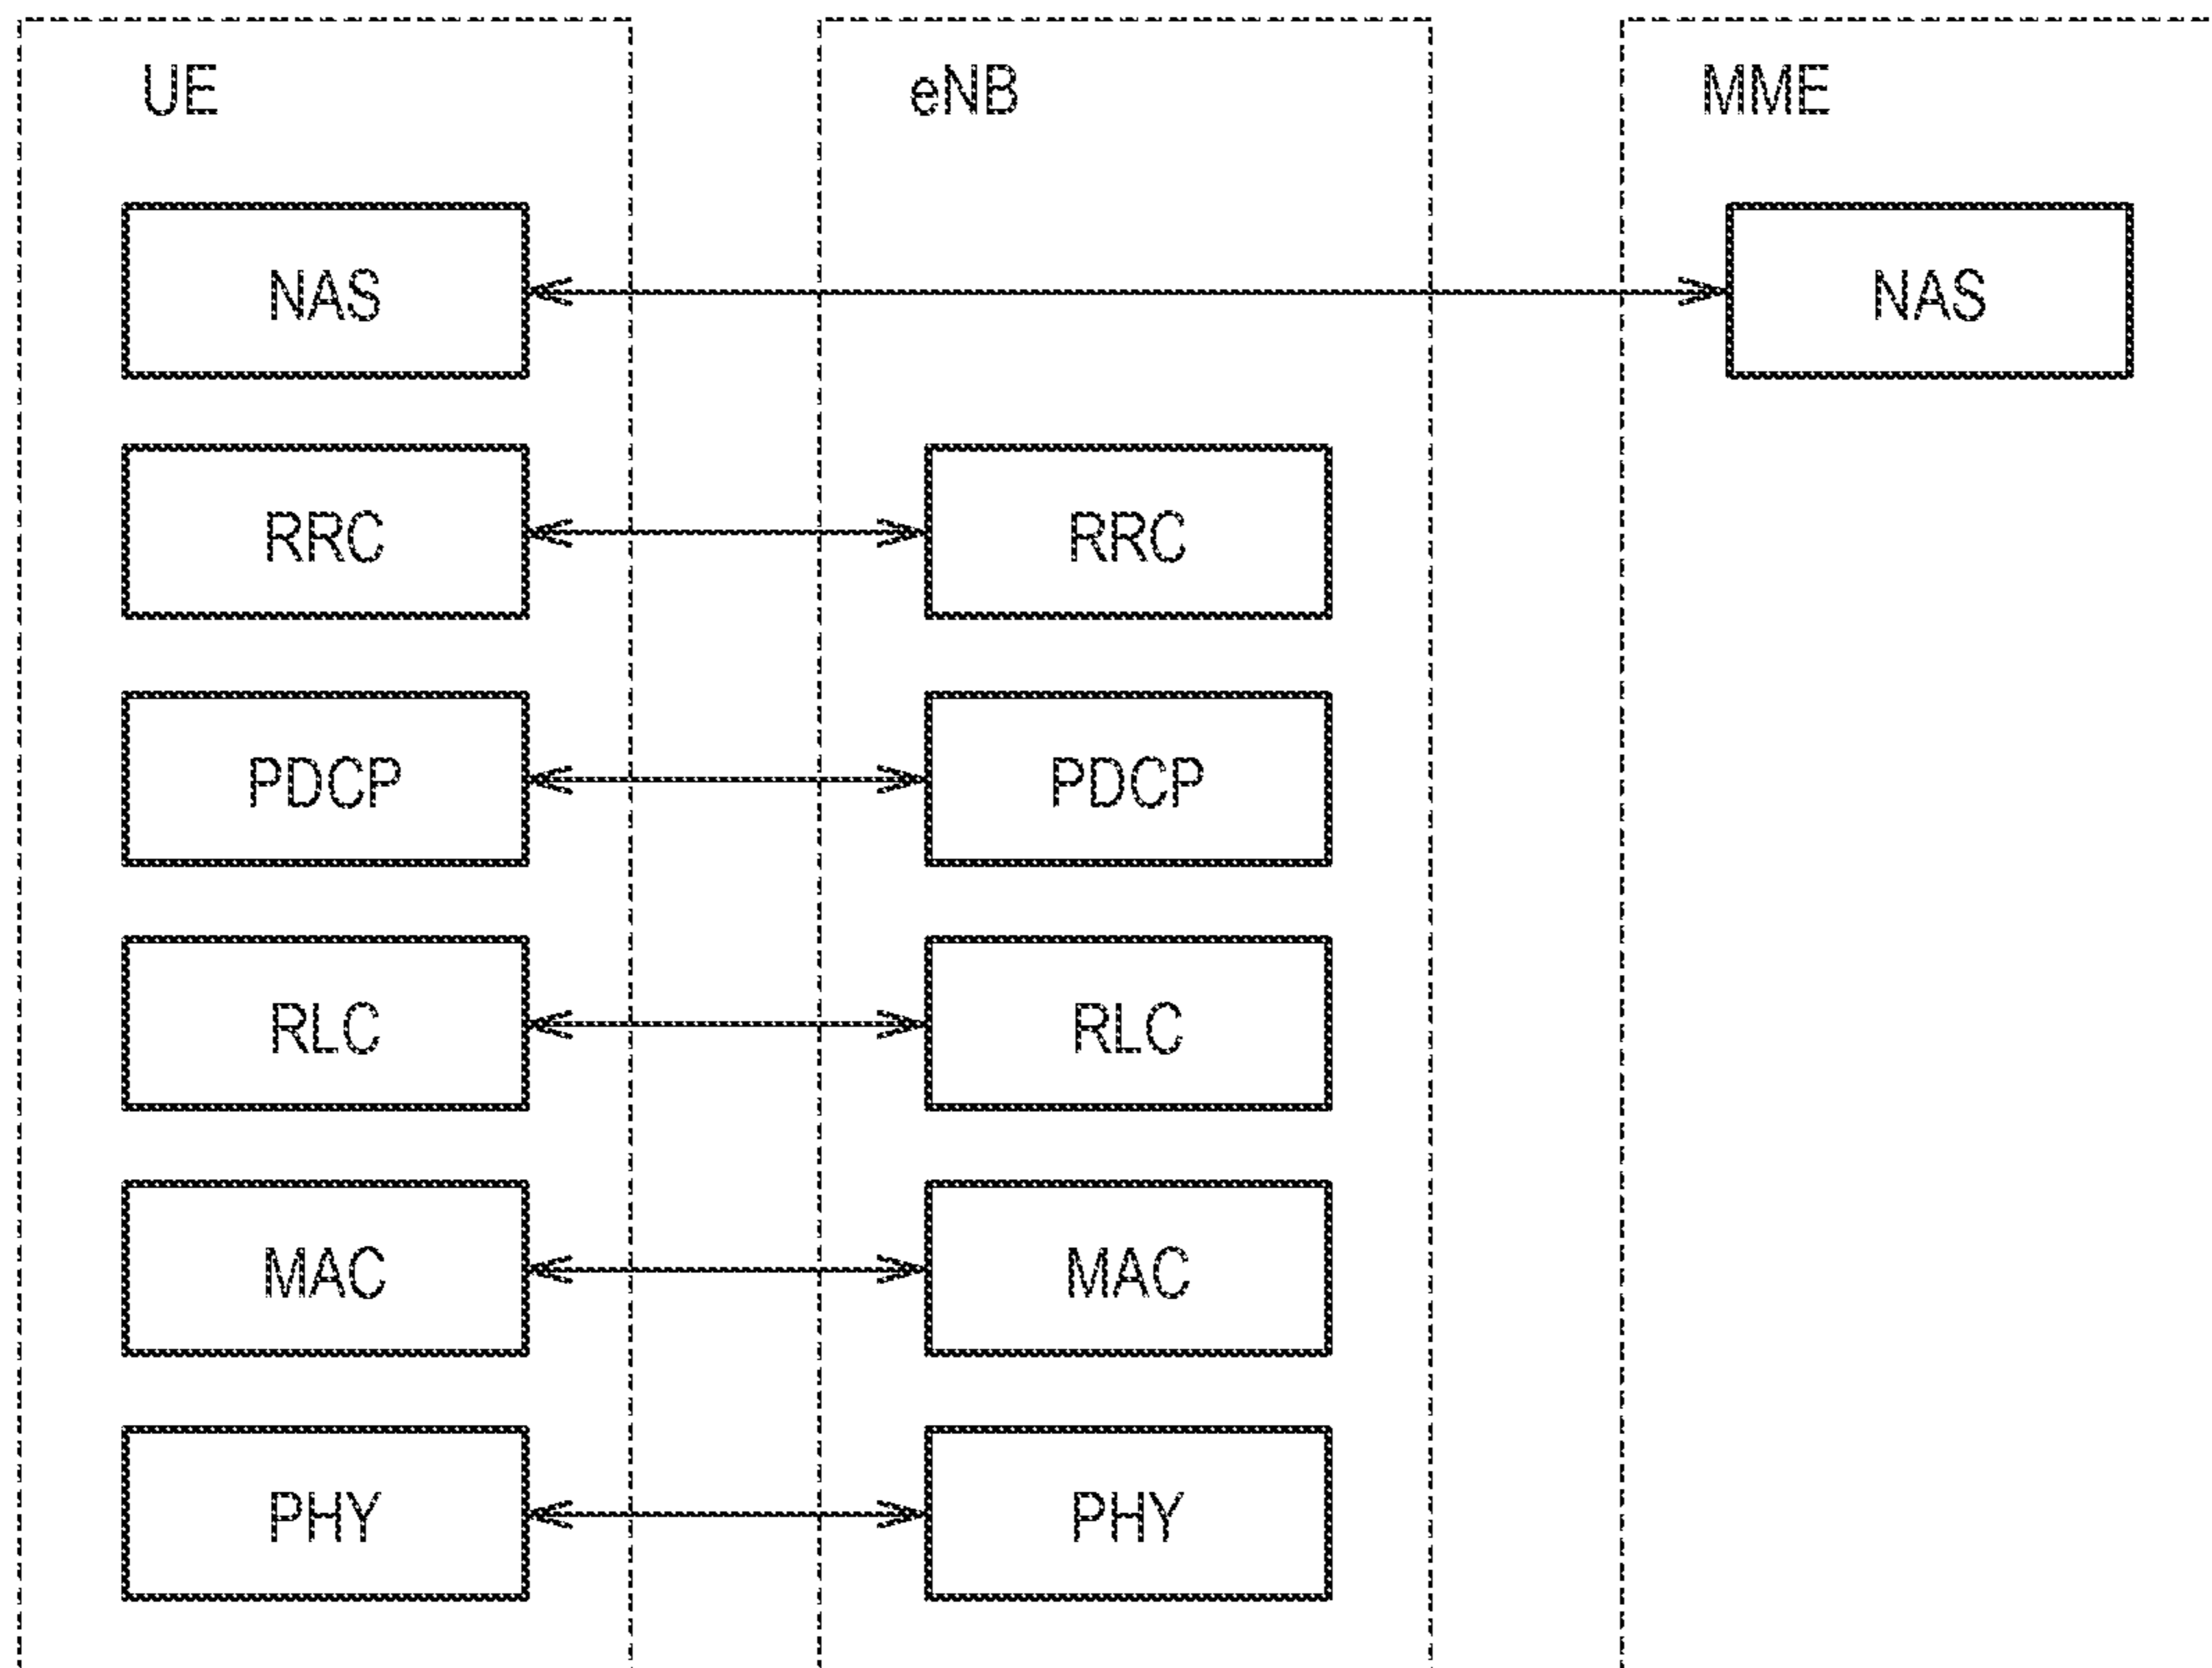 UE eNB MME
NAS NAS
RRC RRC
PDCP PDCP
RLC RLC
MAC MAC
PHY PHY